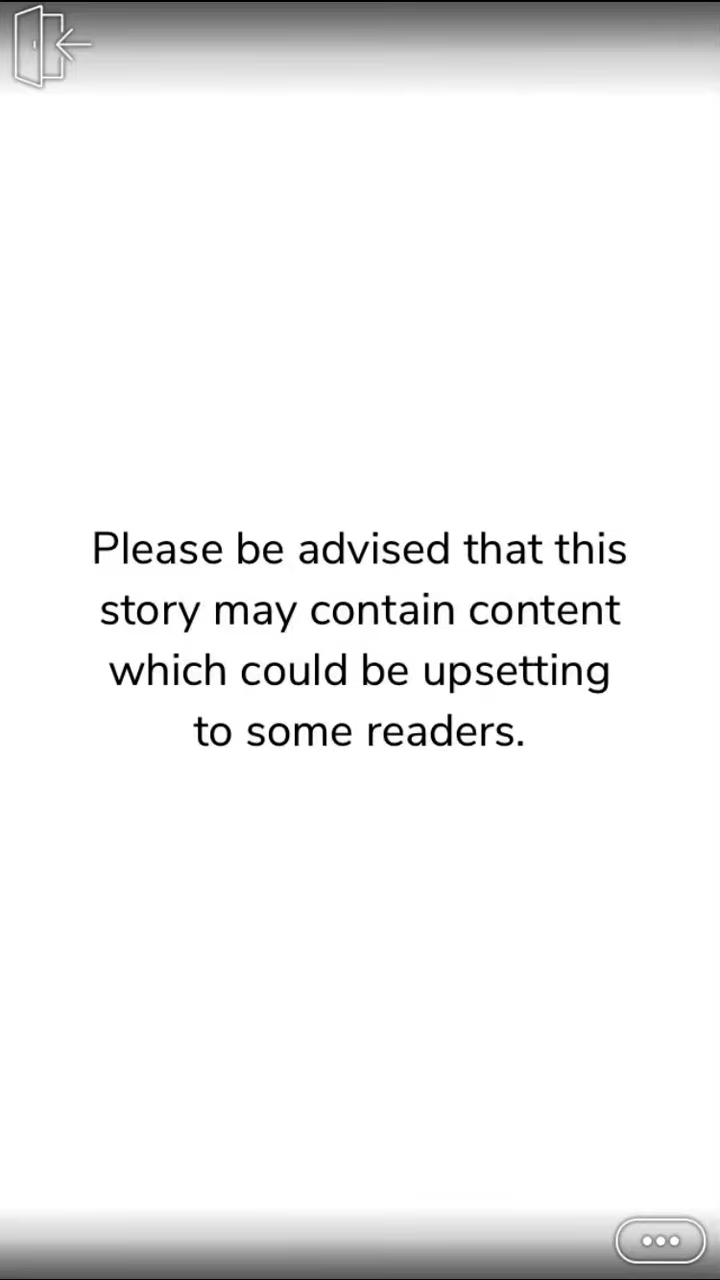 Please be advised that this
story may contain content
which could be upsetting
to some readers.